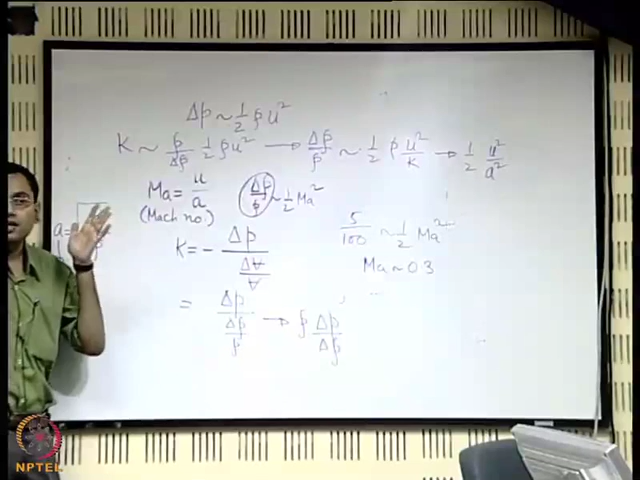 Δp ~ 1/2 ρu²
K ~ ρ/Δρ 1/2 ρu² → Δρ/ρ ~ 1/2 ρ u²/K → 1/2 u²/a²
Ma = u/a
(Mach no.)
Δρ/ρ ~ 1/2 Ma²
a =
K = - Δp/(ΔV/V)
5/100 ~ 1/2 Ma²
Ma ~ 0.3
= Δp/(Δρ/ρ) → ρ Δp/Δρ
NPTEL